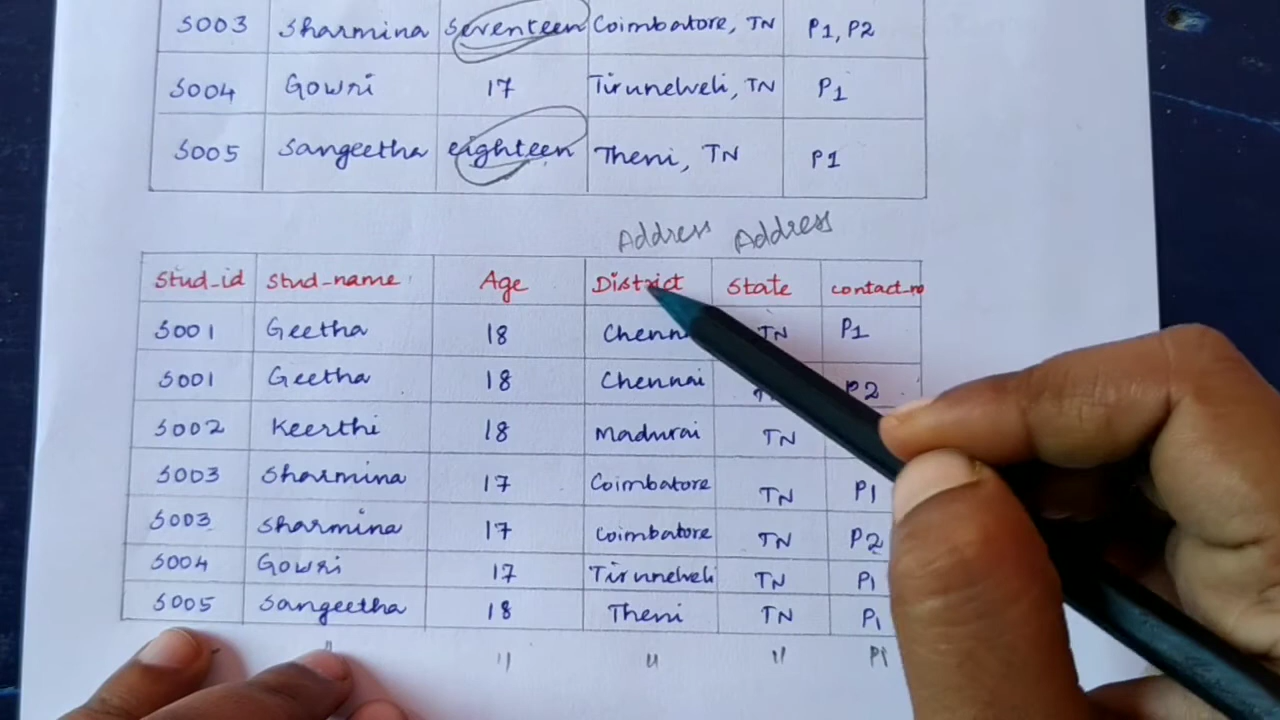 S003 Sharmina Seventeen Coimbatore, TN P1, P2
S004 Gowri 17 Tirunelveli, TN P1
S005 Sangeetha eighteen Theni, TN P1
Address Address
Stud_id Stud_name Age District State contact_no
S001 Geetha 18 Chenn TN P1
S001 Geetha 18 Chennai P2
S002 Keerthi 18 Madurai TN
S003 Sharmina 17 Coimbatore TN P1
S003 Sharmina 17 Coimbatore TN P2
S004 Gowri 17 Tirunelveli TN P1
S005 Sangeetha 18 Theni TN P1
" " " " P1